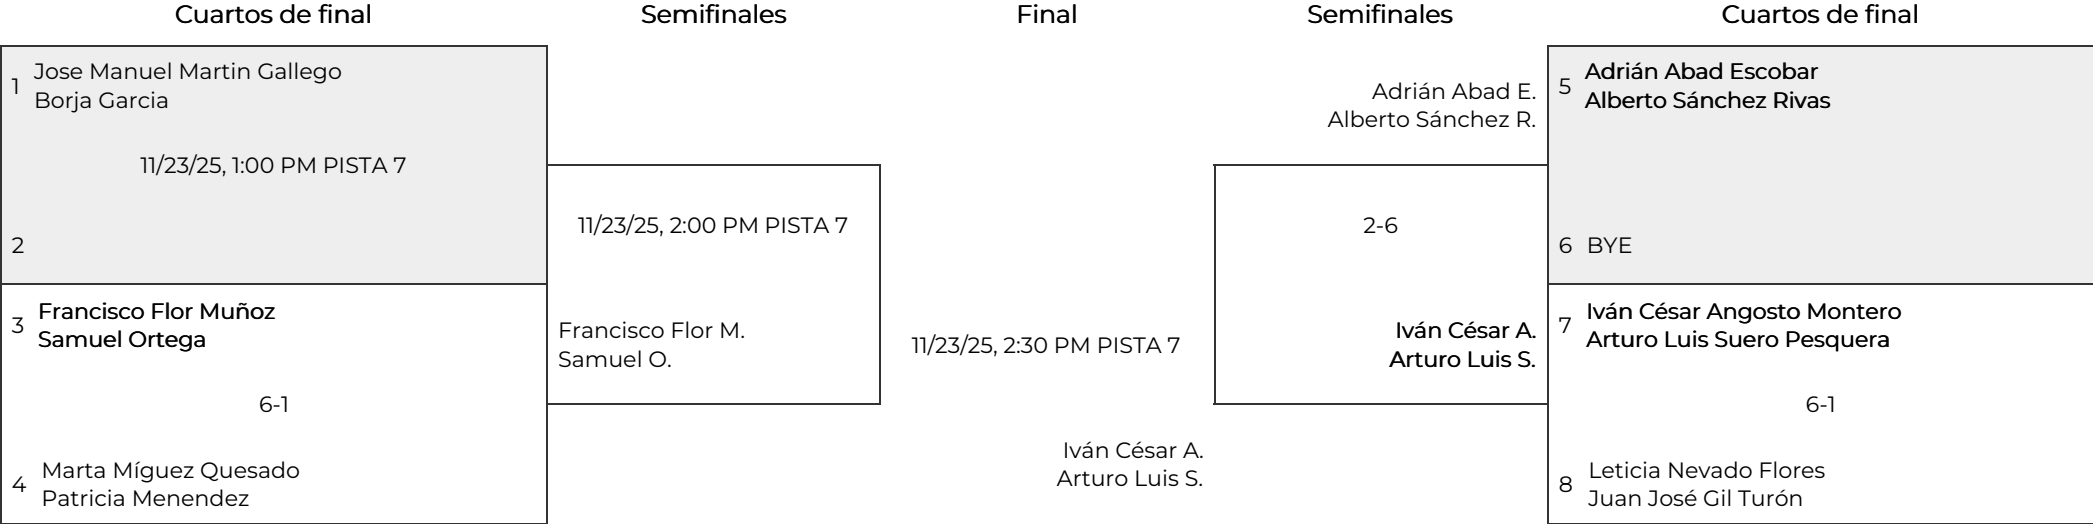 Cuartos de final
Semifinales
Final
Semifinales
Cuartos de final
1
Jose Manuel Martin Gallego
Borja Garcia
11/23/25, 1:00 PM PISTA 7
2
3
Francisco Flor Muñoz
Samuel Ortega
6-1
4
Marta Míguez Quesado
Patricia Menendez
11/23/25, 2:00 PM PISTA 7
Francisco Flor M.
Samuel O.
11/23/25, 2:30 PM PISTA 7
Iván César A.
Arturo Luis S.
Adrián Abad E.
Alberto Sánchez R.
2-6
Iván César A.
Arturo Luis S.
5
Adrián Abad Escobar
Alberto Sánchez Rivas
6 BYE
7
Iván César Angosto Montero
Arturo Luis Suero Pesquera
6-1
8
Leticia Nevado Flores
Juan José Gil Turón